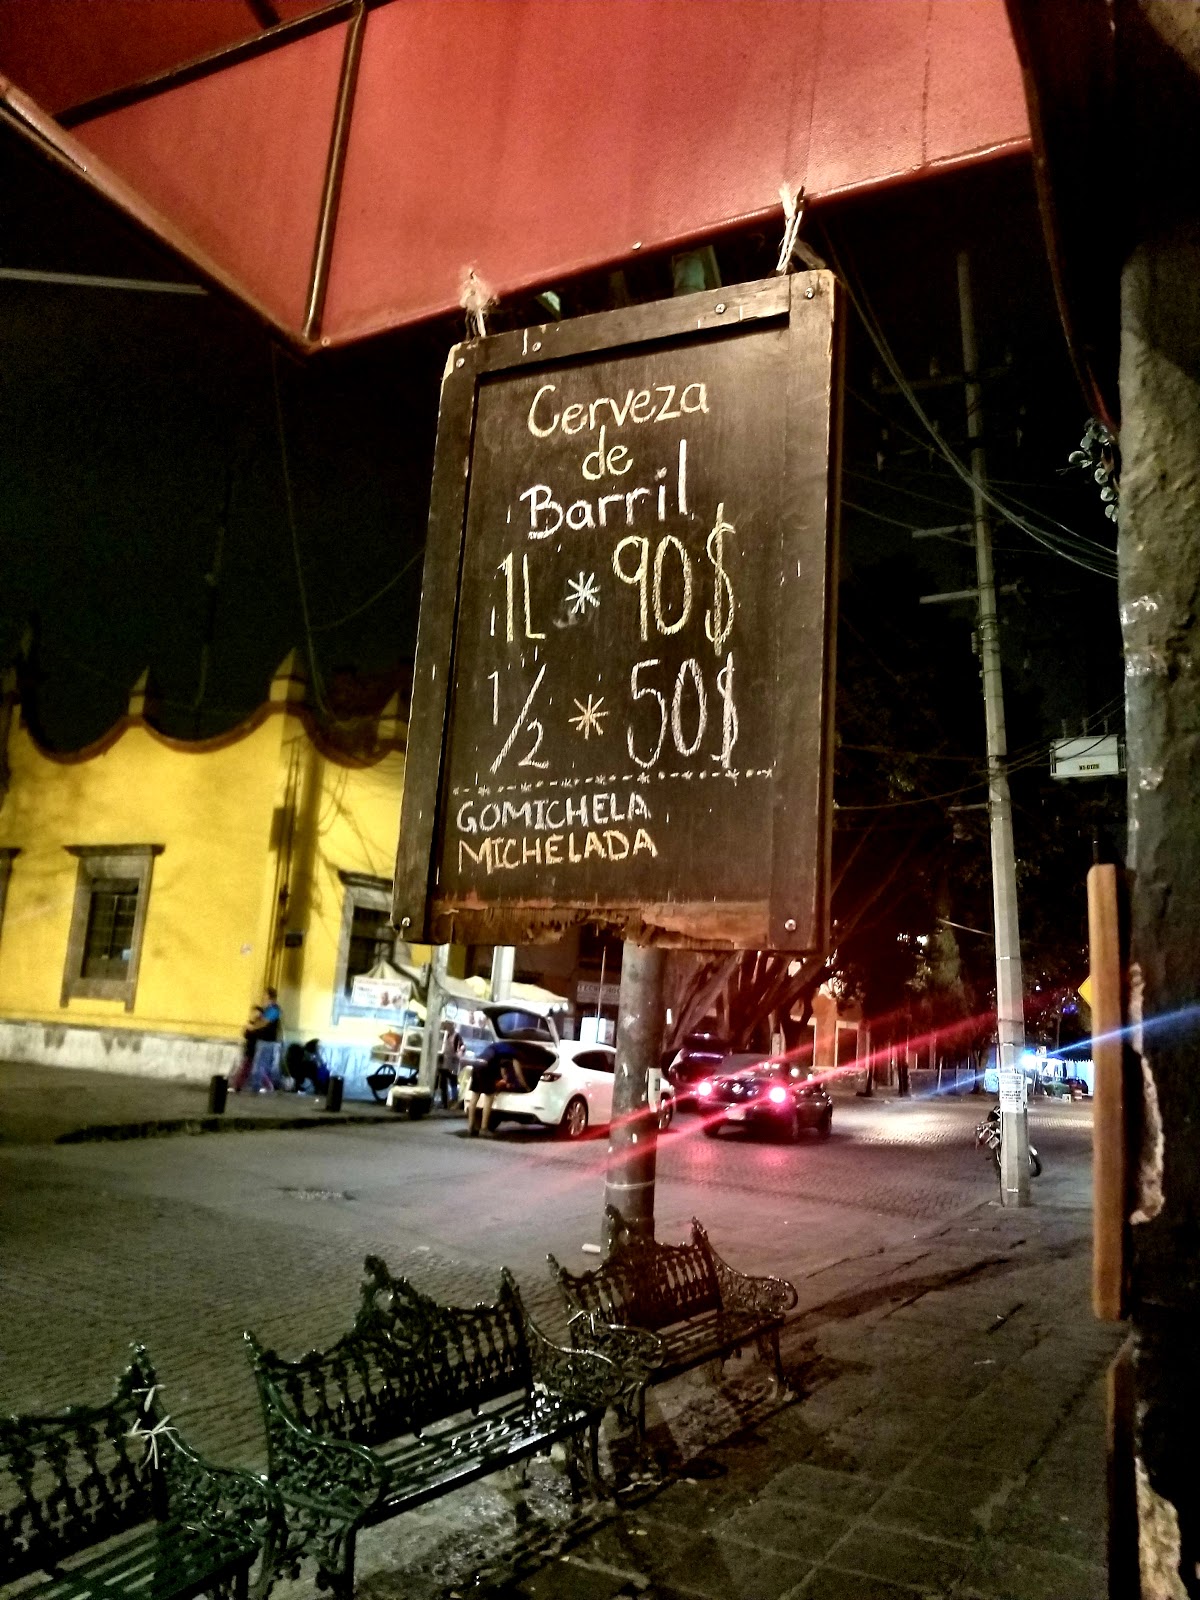 Cerveza
de
Barril
1L * 90$
1/2 * 50$
GOMICHELA
MICHELADA